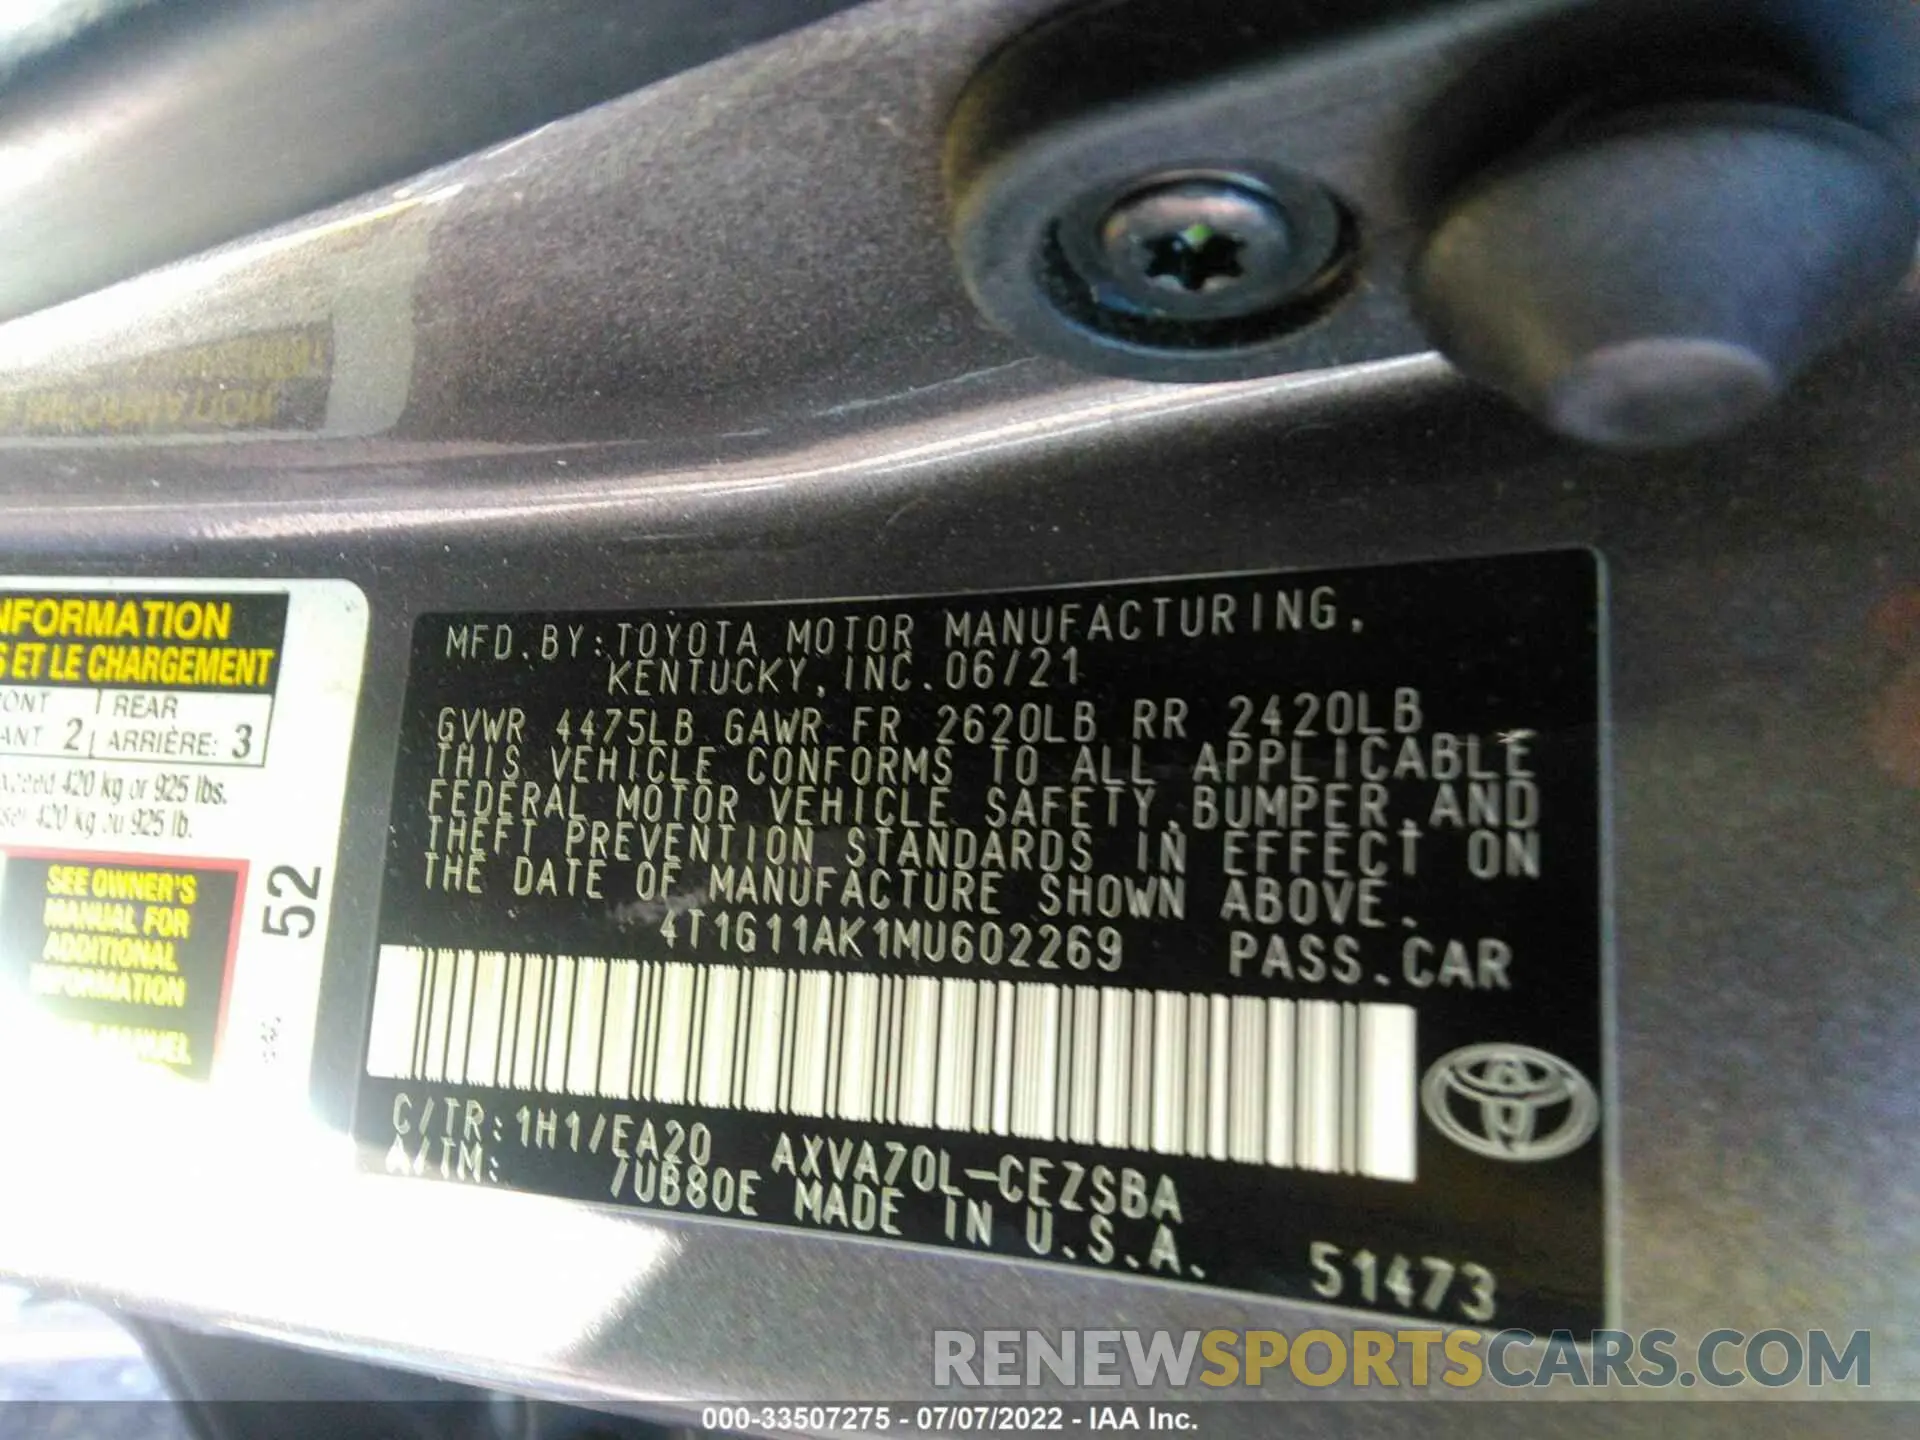 NFORMATION
S ET LE CHARGEMENT
REAR
ANT 2 ARRIÈRE: 3
420 kg or 925 lbs.
420 kg ou 925 lb.
SEE OWNER'S
MANUAL FOR
ADDITIONAL
INFORMATION
52
MFD. BY: TOYOTA MOTOR MANUFACTURING,
KENTUCKY, INC. 06/21
GVWR 4475LB GAWR FR 2620LB RR 2420LB
THIS VEHICLE CONFORMS TO ALL APPLICABLE
FEDERAL MOTOR VEHICLE SAFETY, BUMPER, AND
THEFT PREVENTION STANDARDS IN EFFECT ON
THE DATE OF MANUFACTURE SHOWN ABOVE.
4T1G11AK1MU602269 PASS. CAR
C/TR: 1H1/EA20 AXVA70L-CEZSBA
A/TM: /UB80E MADE IN U.S.A.
51473
RENEWSPORTSCARS.COM
000-33507275 - 07/07/2022 - IAA Inc.